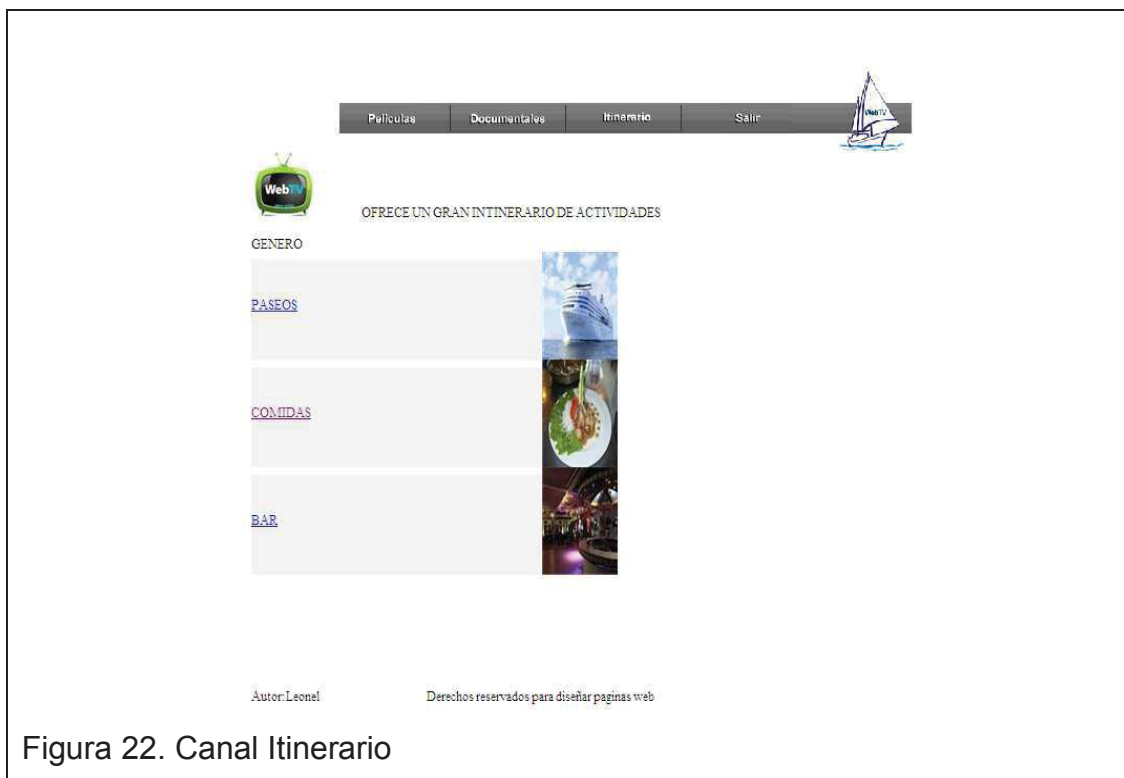 Peliculas Documentales Itinerario Salir
WebTV
WebTV
OFRECE UN GRAN INTINERARIO DE ACTIVIDADES
GENERO
PASEOS
COMIDAS
BAR
Autor:Leonel Derechos reservados para diseñar paginas web
Figura 22. Canal Itinerario